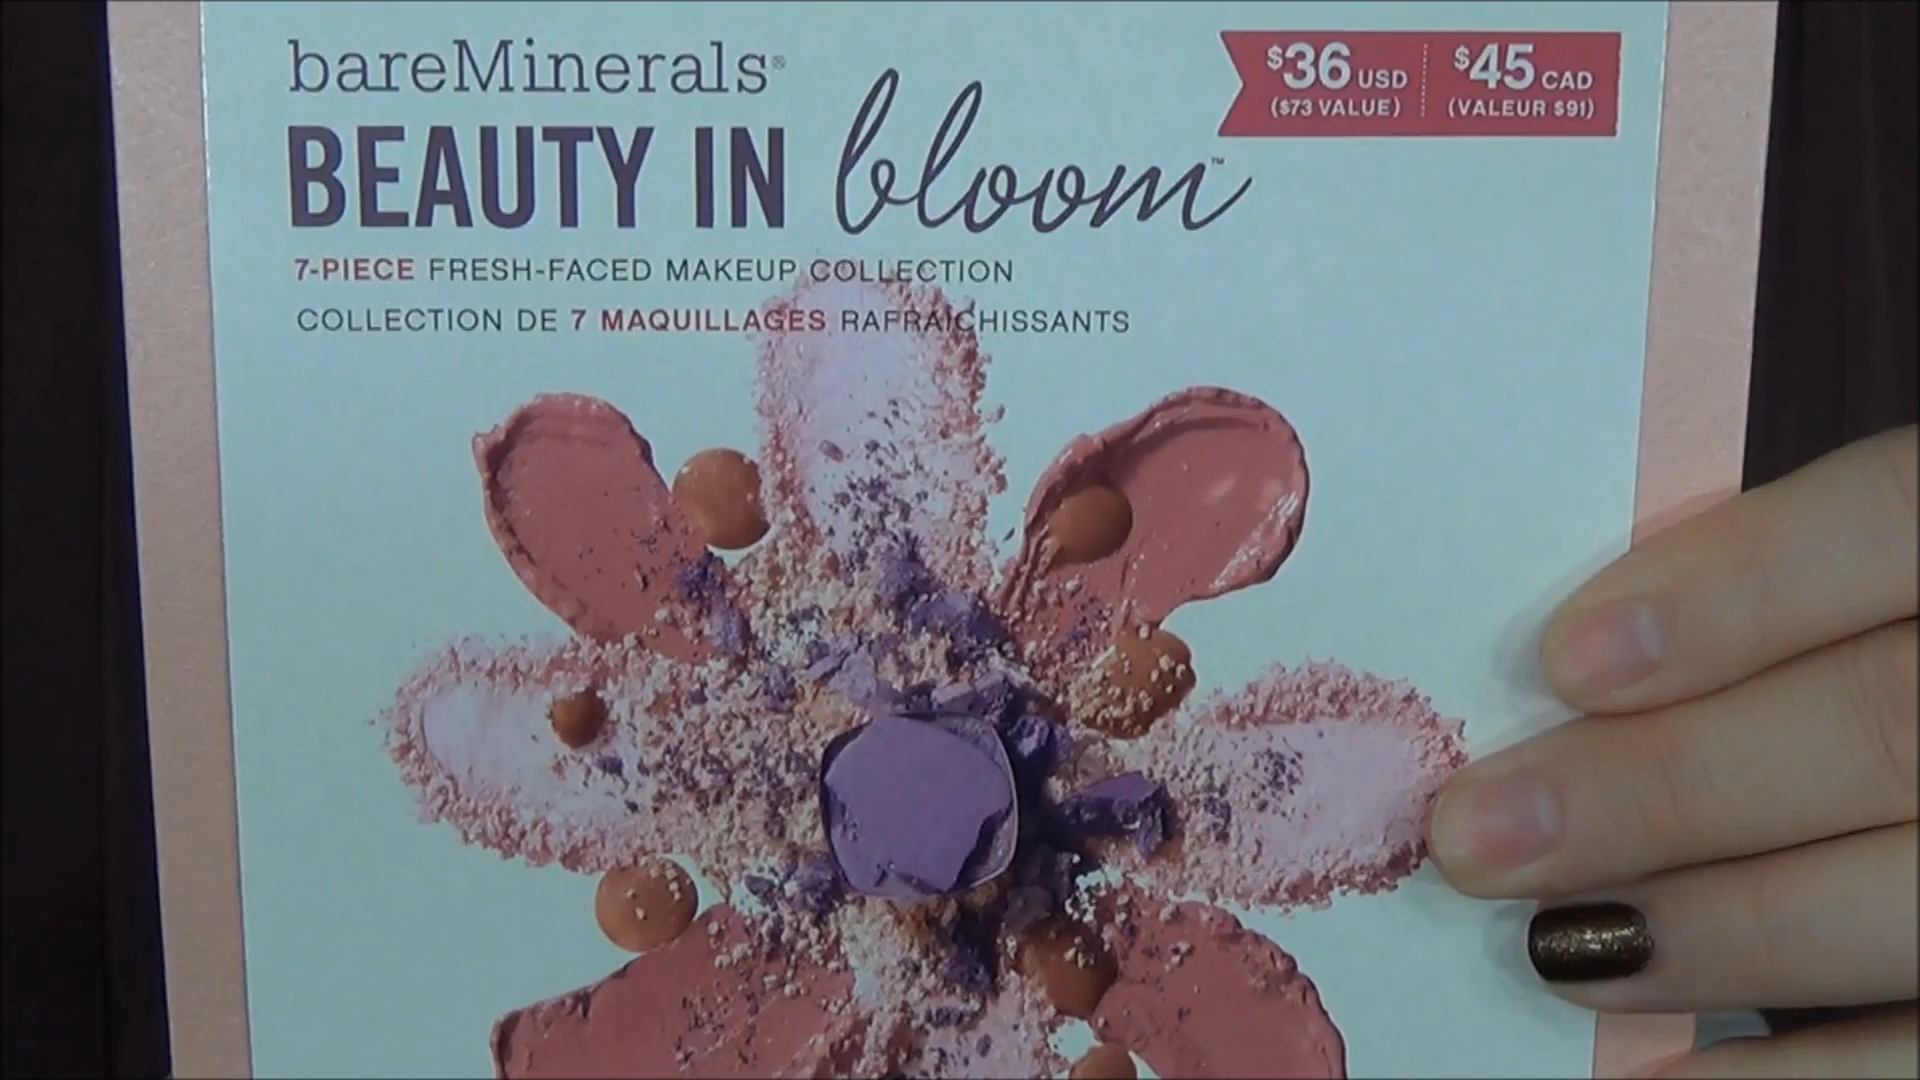 bareMinerals®
BEAUTY IN bloom™
7-PIECE FRESH-FACED MAKEUP COLLECTION
COLLECTION DE 7 MAQUILLAGES RAFRAÎCHISSANTS
$36 USD
($73 VALUE)
$45 CAD
(VALEUR $91)